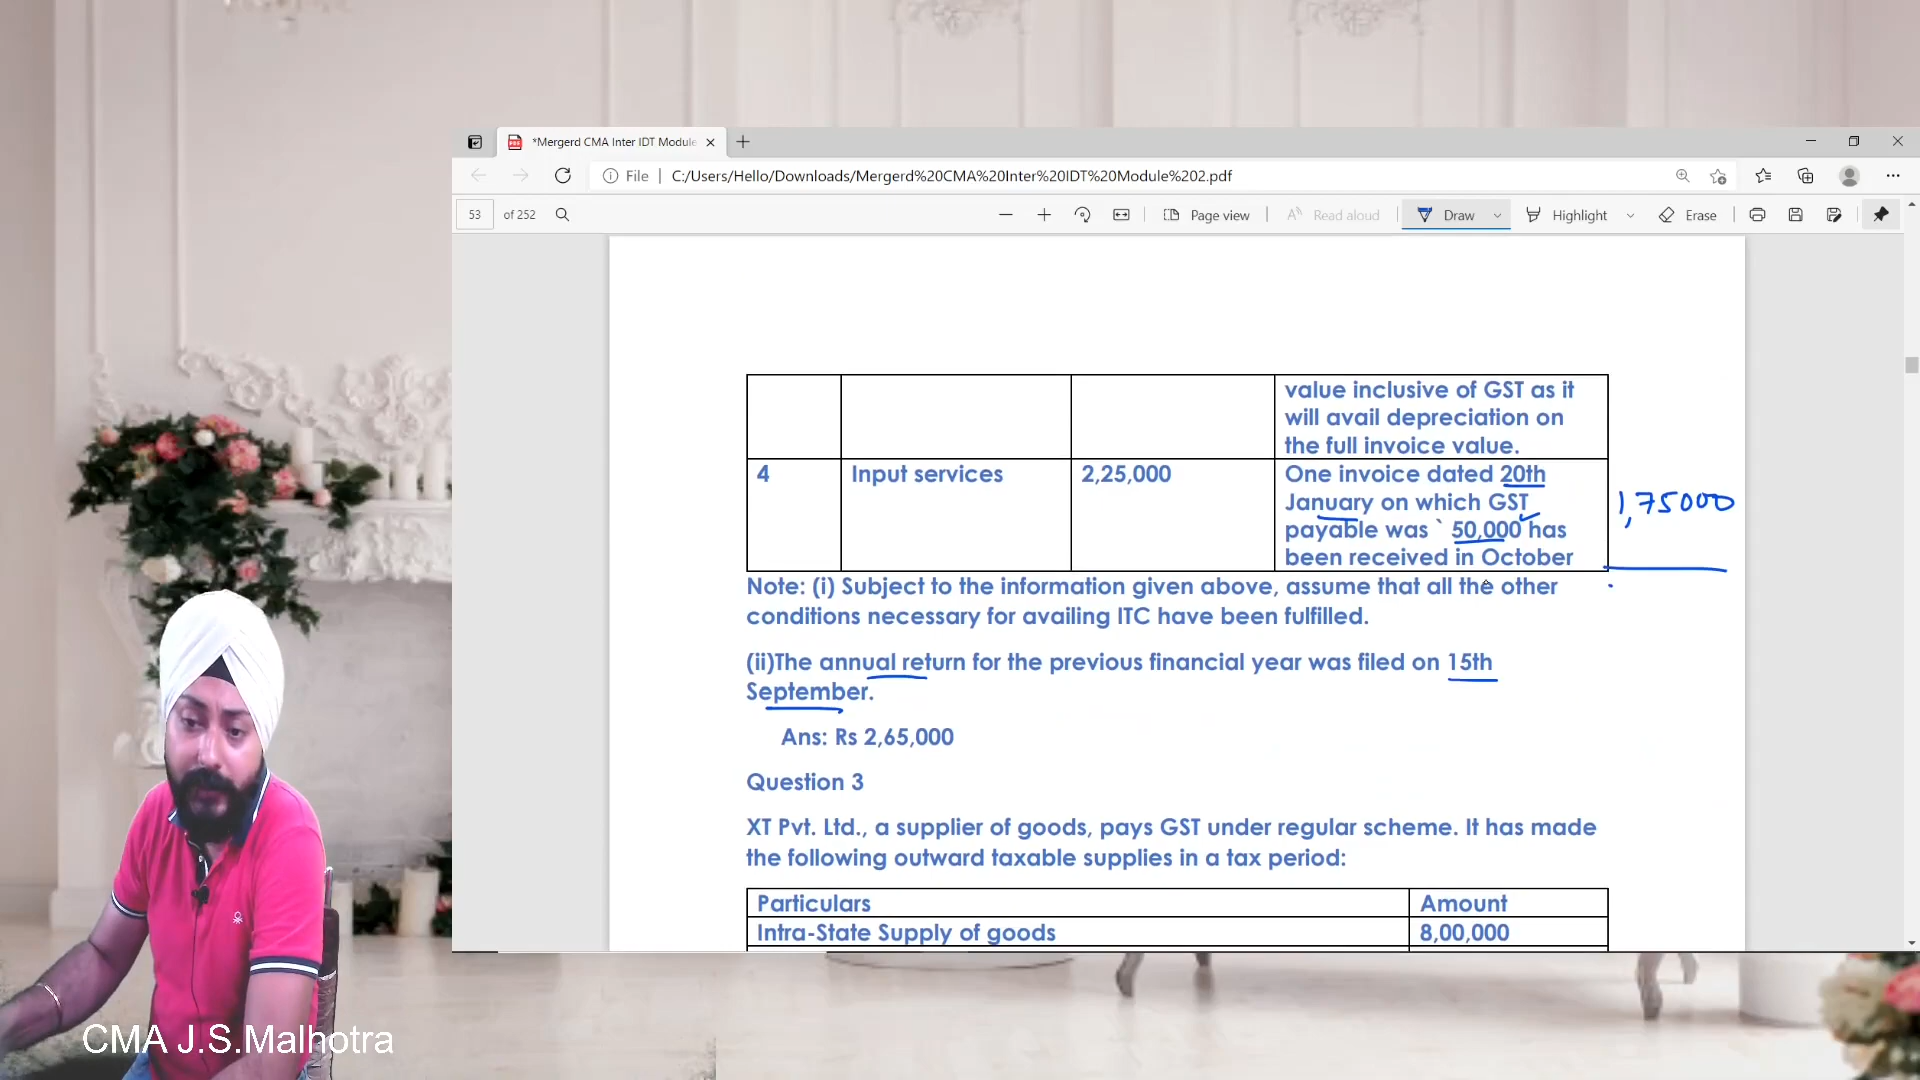 *Mergerd CMA Inter IDT Module
File | C:/Users/Hello/Downloads/Mergerd%20CMA%20Inter%20IDT%20Module%202.pdf
53 of 252
Page view
Read aloud
Draw
Highlight
Erase
value inclusive of GST as it
will avail depreciation on
the full invoice value.
4 Input services 2,25,000 One invoice dated 20th
January on which GST
payable was ` 50,000 has
been received in October
1,75000
Note: (i) Subject to the information given above, assume that all the other
conditions necessary for availing ITC have been fulfilled.
(ii)The annual return for the previous financial year was filed on 15th
September.
Ans: Rs 2,65,000
Question 3
XT Pvt. Ltd., a supplier of goods, pays GST under regular scheme. It has made
the following outward taxable supplies in a tax period:
Particulars Amount
Intra-State Supply of goods 8,00,000
CMA J.S.Malhotra